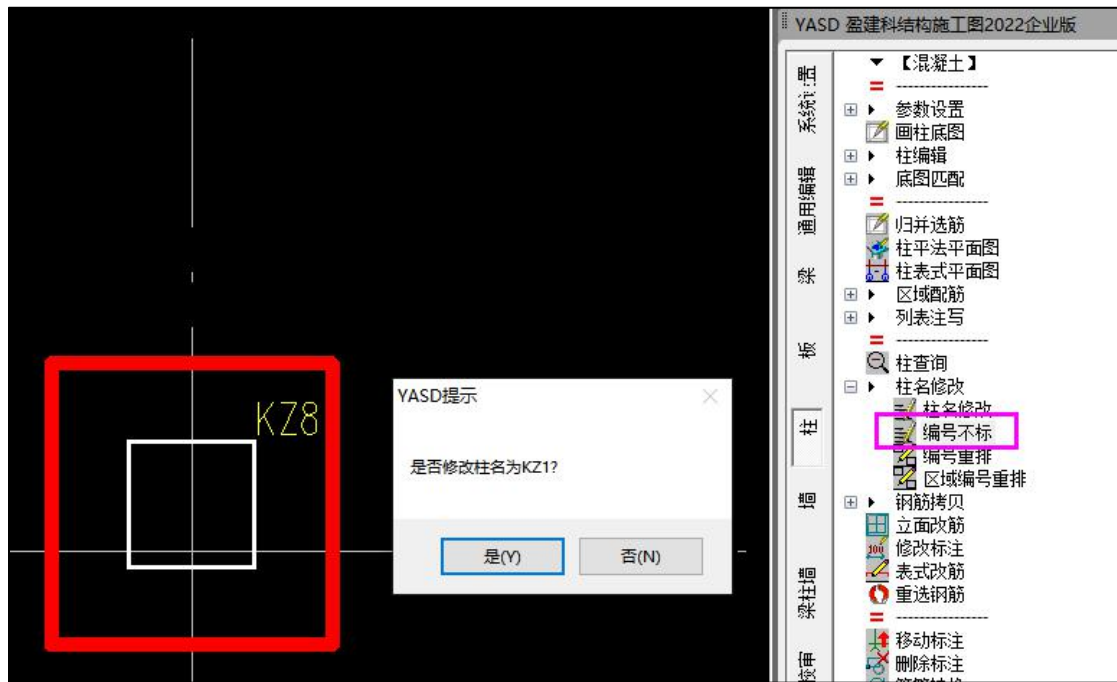 YASD 盈建科结构施工图2022企业版
系统设置
通用编辑
梁
板
柱
墙
梁柱墙
校审
【混凝土】
参数设置
画柱底图
柱编辑
底图匹配
归并选筋
柱平法平面图
柱表式平面图
区域配筋
列表注写
柱查询
柱名修改
柱名修改
编号不标
编号重排
区域编号重排
钢筋拷贝
立面改筋
修改标注
表式改筋
重选钢筋
移动标注
删除标注
KZ8
YASD提示
是否修改柱名为KZ1?
是(Y)
否(N)